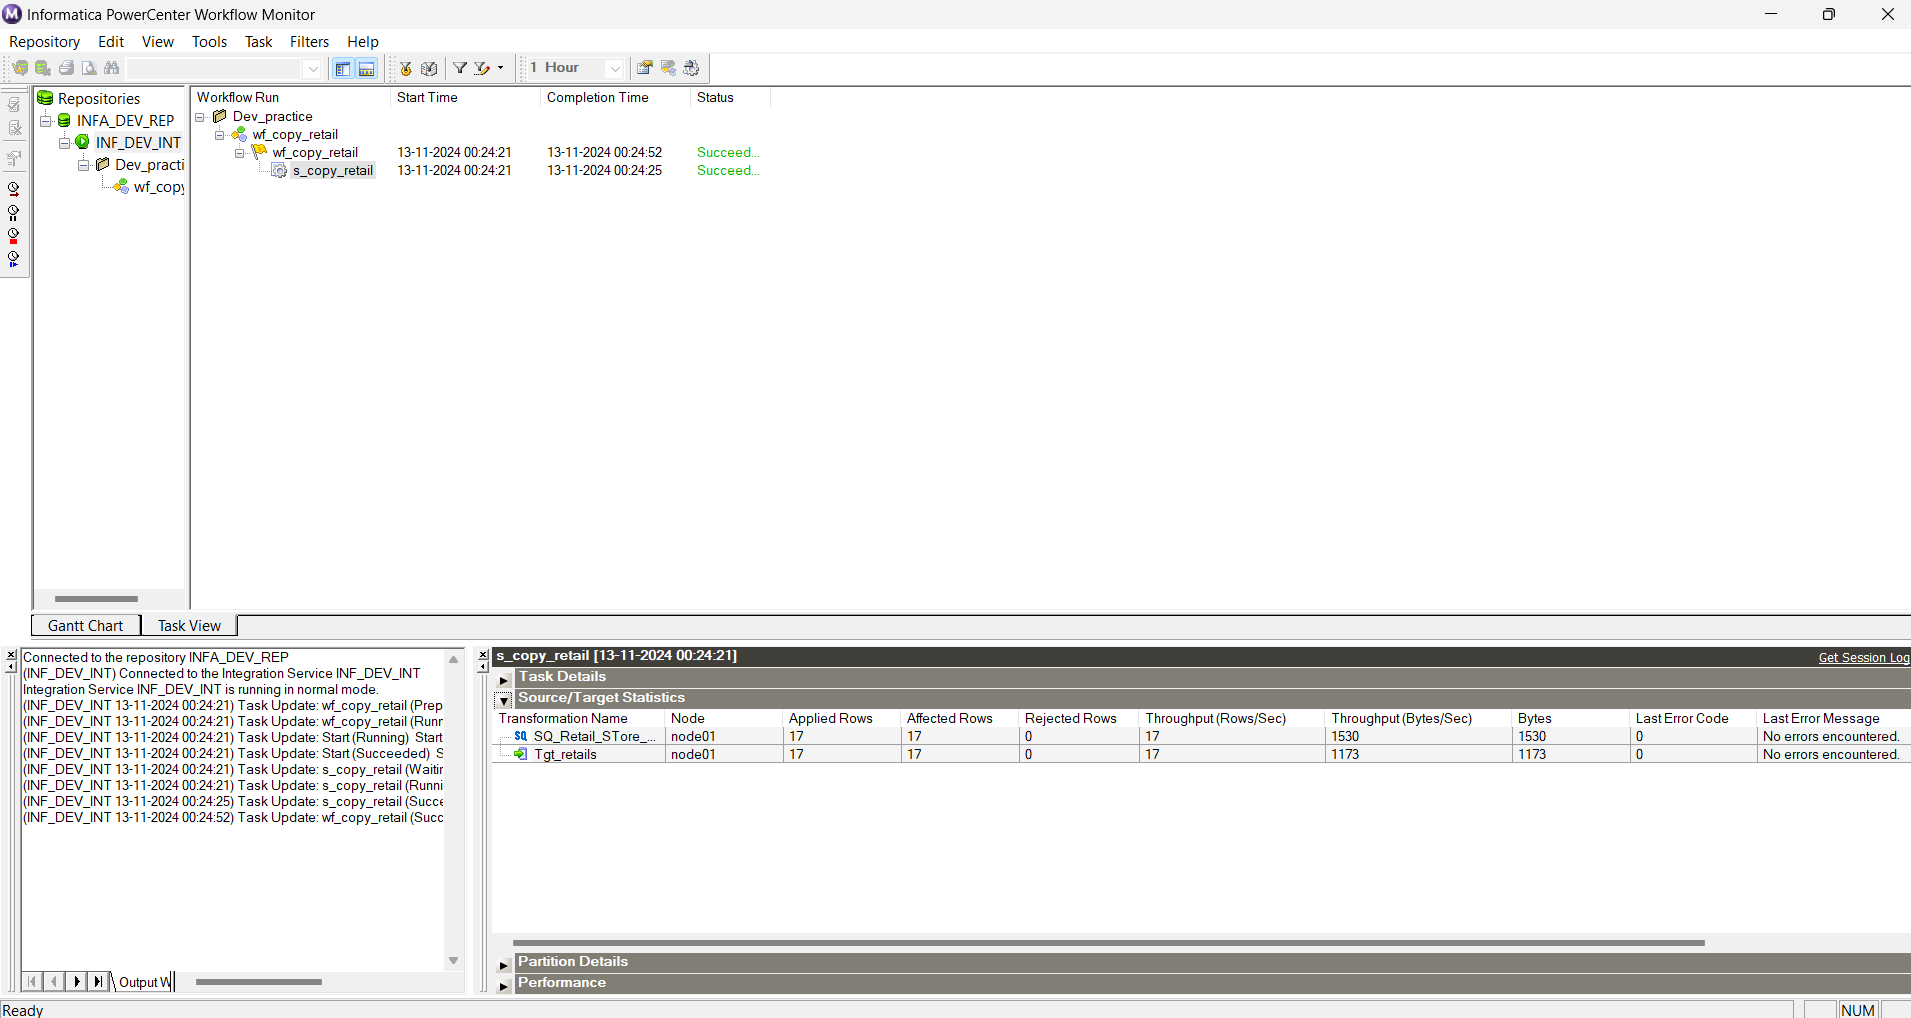 Informatica PowerCenter Workflow Monitor
Repository Edit View Tools Task Filters Help
1 Hour
Repositories
INFA_DEV_REP
INF_DEV_INT
Dev_practi
wf_copy
Workflow Run Start Time Completion Time Status
Dev_practice
wf_copy_retail
wf_copy_retail 13-11-2024 00:24:21 13-11-2024 00:24:52 Succeed...
s_copy_retail 13-11-2024 00:24:21 13-11-2024 00:24:25 Succeed...
Gantt Chart Task View
Connected to the repository INFA_DEV_REP
(INF_DEV_INT) Connected to the Integration Service INF_DEV_INT
Integration Service INF_DEV_INT is running in normal mode.
(INF_DEV_INT 13-11-2024 00:24:21) Task Update: wf_copy_retail (Prep
(INF_DEV_INT 13-11-2024 00:24:21) Task Update: wf_copy_retail (Runr
(INF_DEV_INT 13-11-2024 00:24:21) Task Update: Start (Running) Start
(INF_DEV_INT 13-11-2024 00:24:21) Task Update: Start (Succeeded) S
(INF_DEV_INT 13-11-2024 00:24:21) Task Update: s_copy_retail (Waitir
(INF_DEV_INT 13-11-2024 00:24:21) Task Update: s_copy_retail (Runni
(INF_DEV_INT 13-11-2024 00:24:25) Task Update: s_copy_retail (Succe
(INF_DEV_INT 13-11-2024 00:24:52) Task Update: wf_copy_retail (Succ
Output W
s_copy_retail [13-11-2024 00:24:21]
Get Session Log
Task Details
Source/Target Statistics
Transformation Name Node Applied Rows Affected Rows Rejected Rows Throughput (Rows/Sec) Throughput (Bytes/Sec) Bytes Last Error Code Last Error Message
SQ SQ_Retail_STore_... node01 17 17 0 17 1530 1530 0 No errors encountered.
Tgt_retails node01 17 17 0 17 1173 1173 0 No errors encountered.
Partition Details
Performance
Ready
NUM